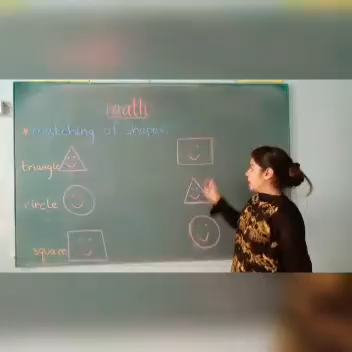 math
* matching of shapes
triangle
circle
square